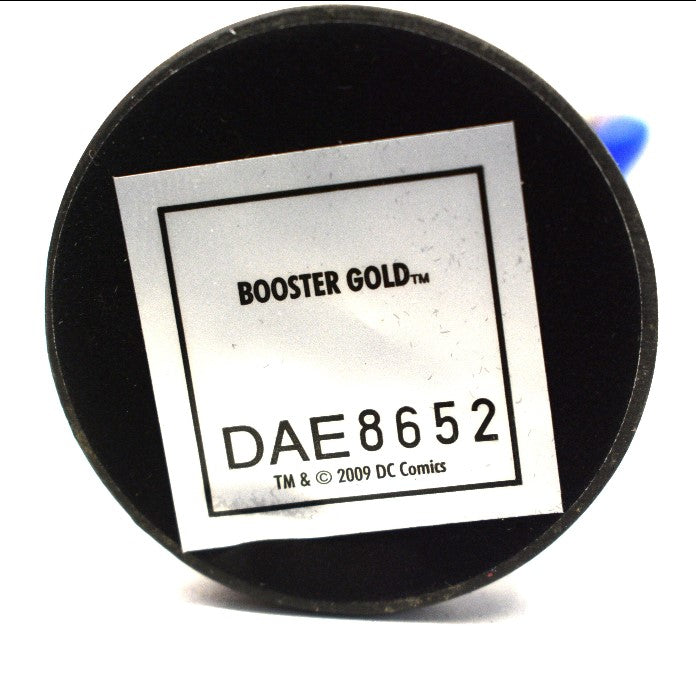 BOOSTER GOLD™
DAE8652
TM & © 2009 DC Comics